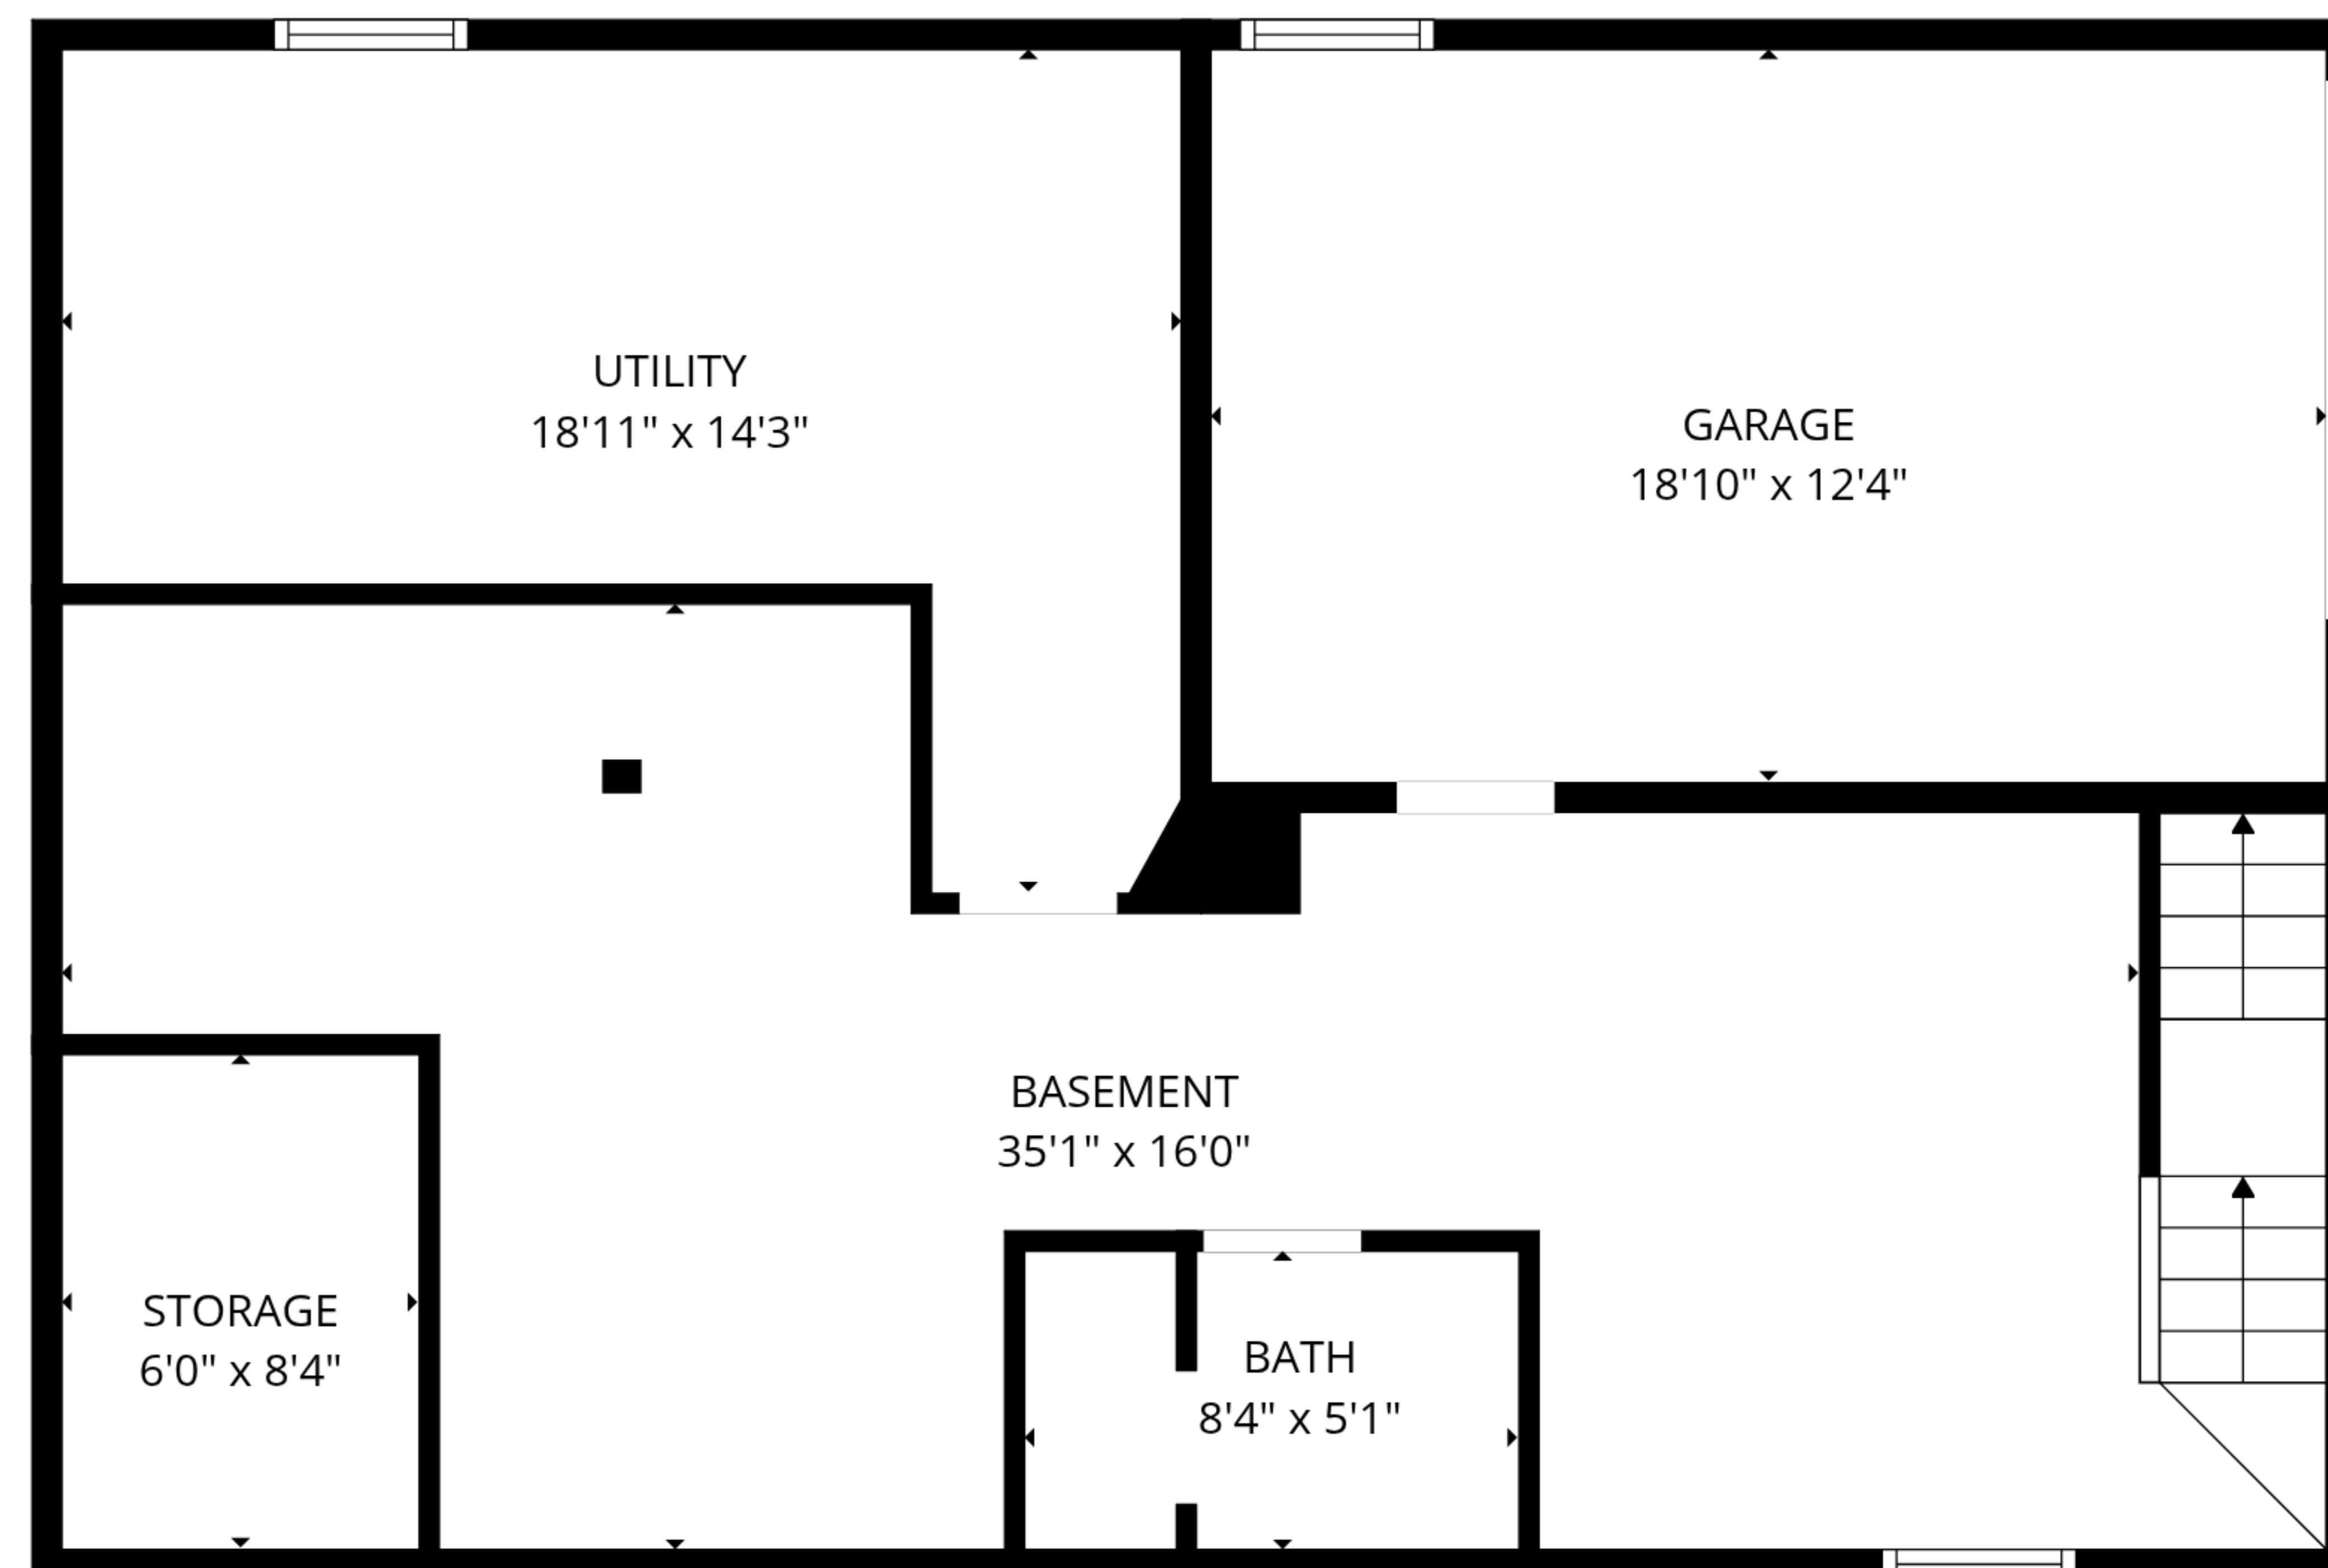 UTILITY
18'11" x 14'3"
GARAGE
18'10" x 12'4"
BASEMENT
35'1" x 16'0"
STORAGE
6'0" x 8'4"
BATH
8'4" x 5'1"